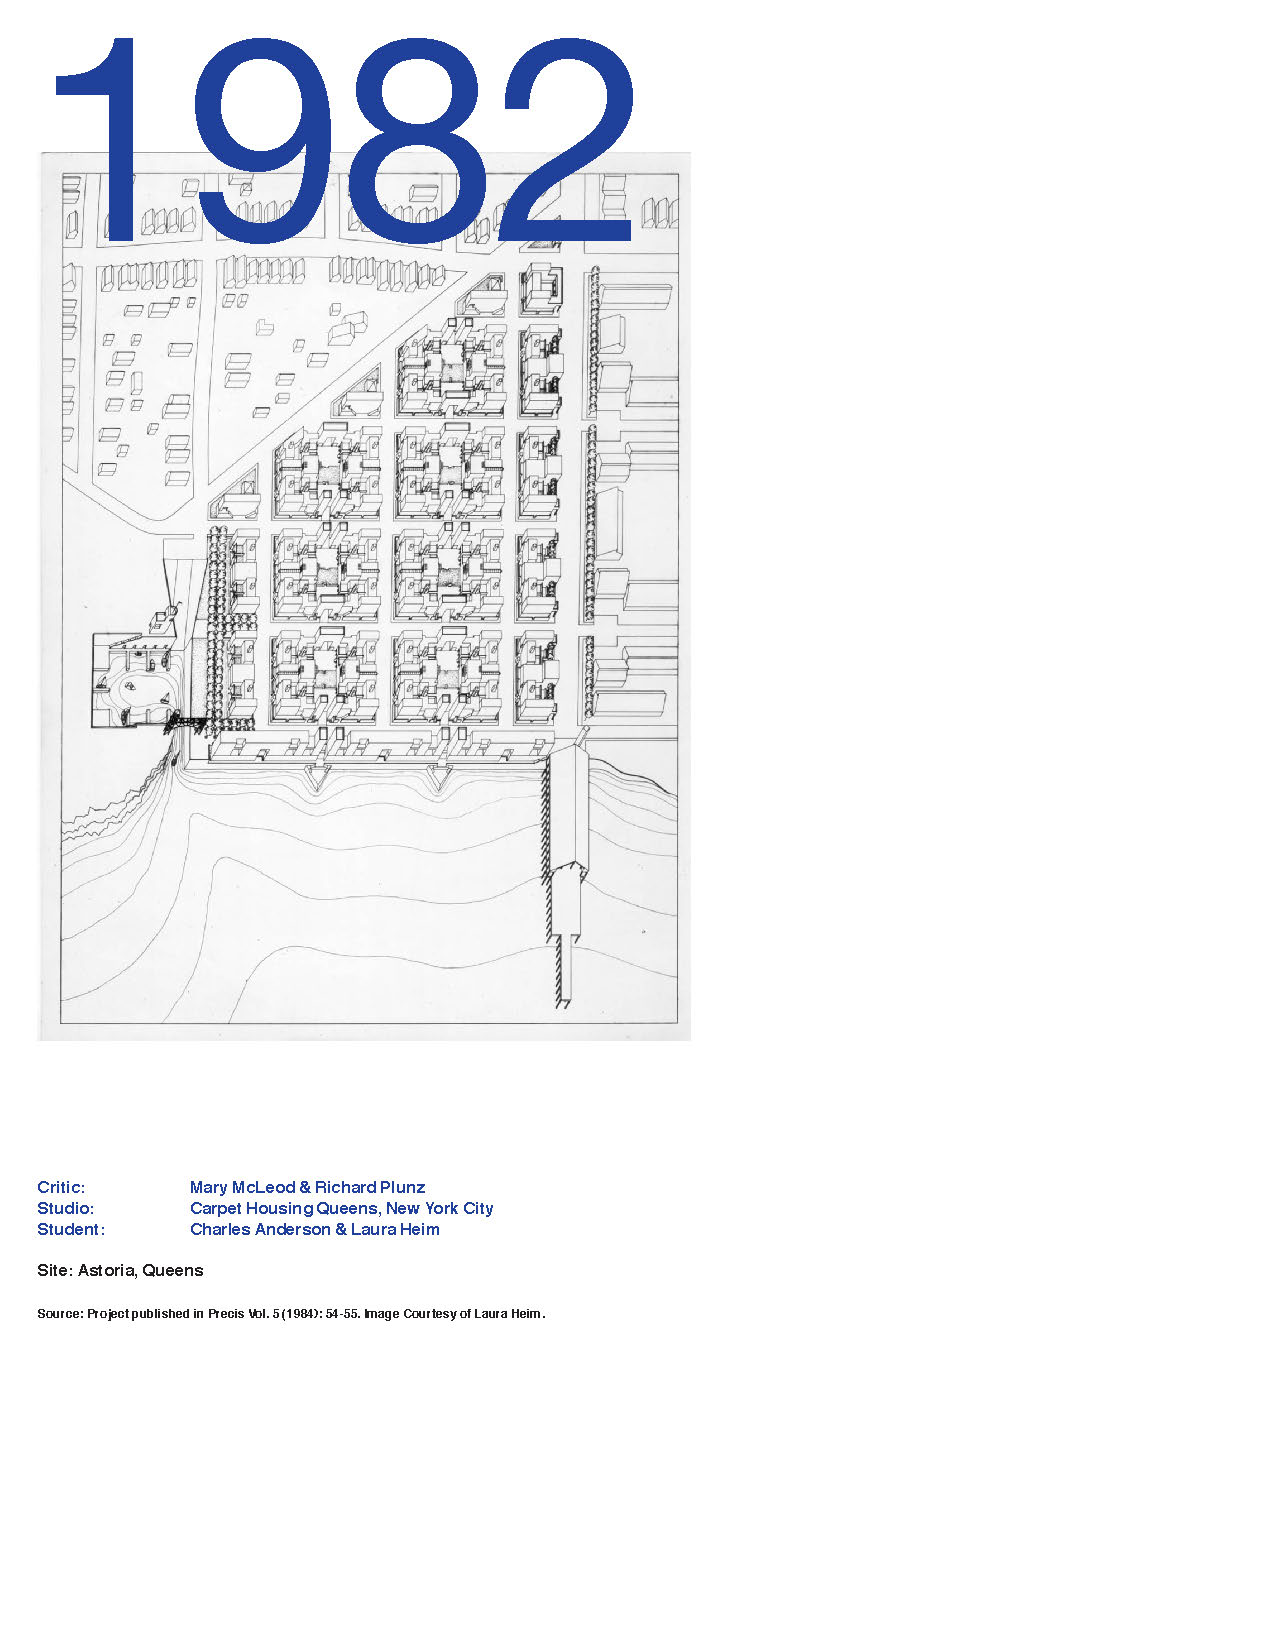 1982
Critic: Mary McLeod & Richard Plunz
Studio: Carpet Housing Queens, New York City
Student: Charles Anderson & Laura Heim
Site: Astoria, Queens
Source: Project published in Precis Vol. 5 (1984): 54-55. Image Courtesy of Laura Heim.